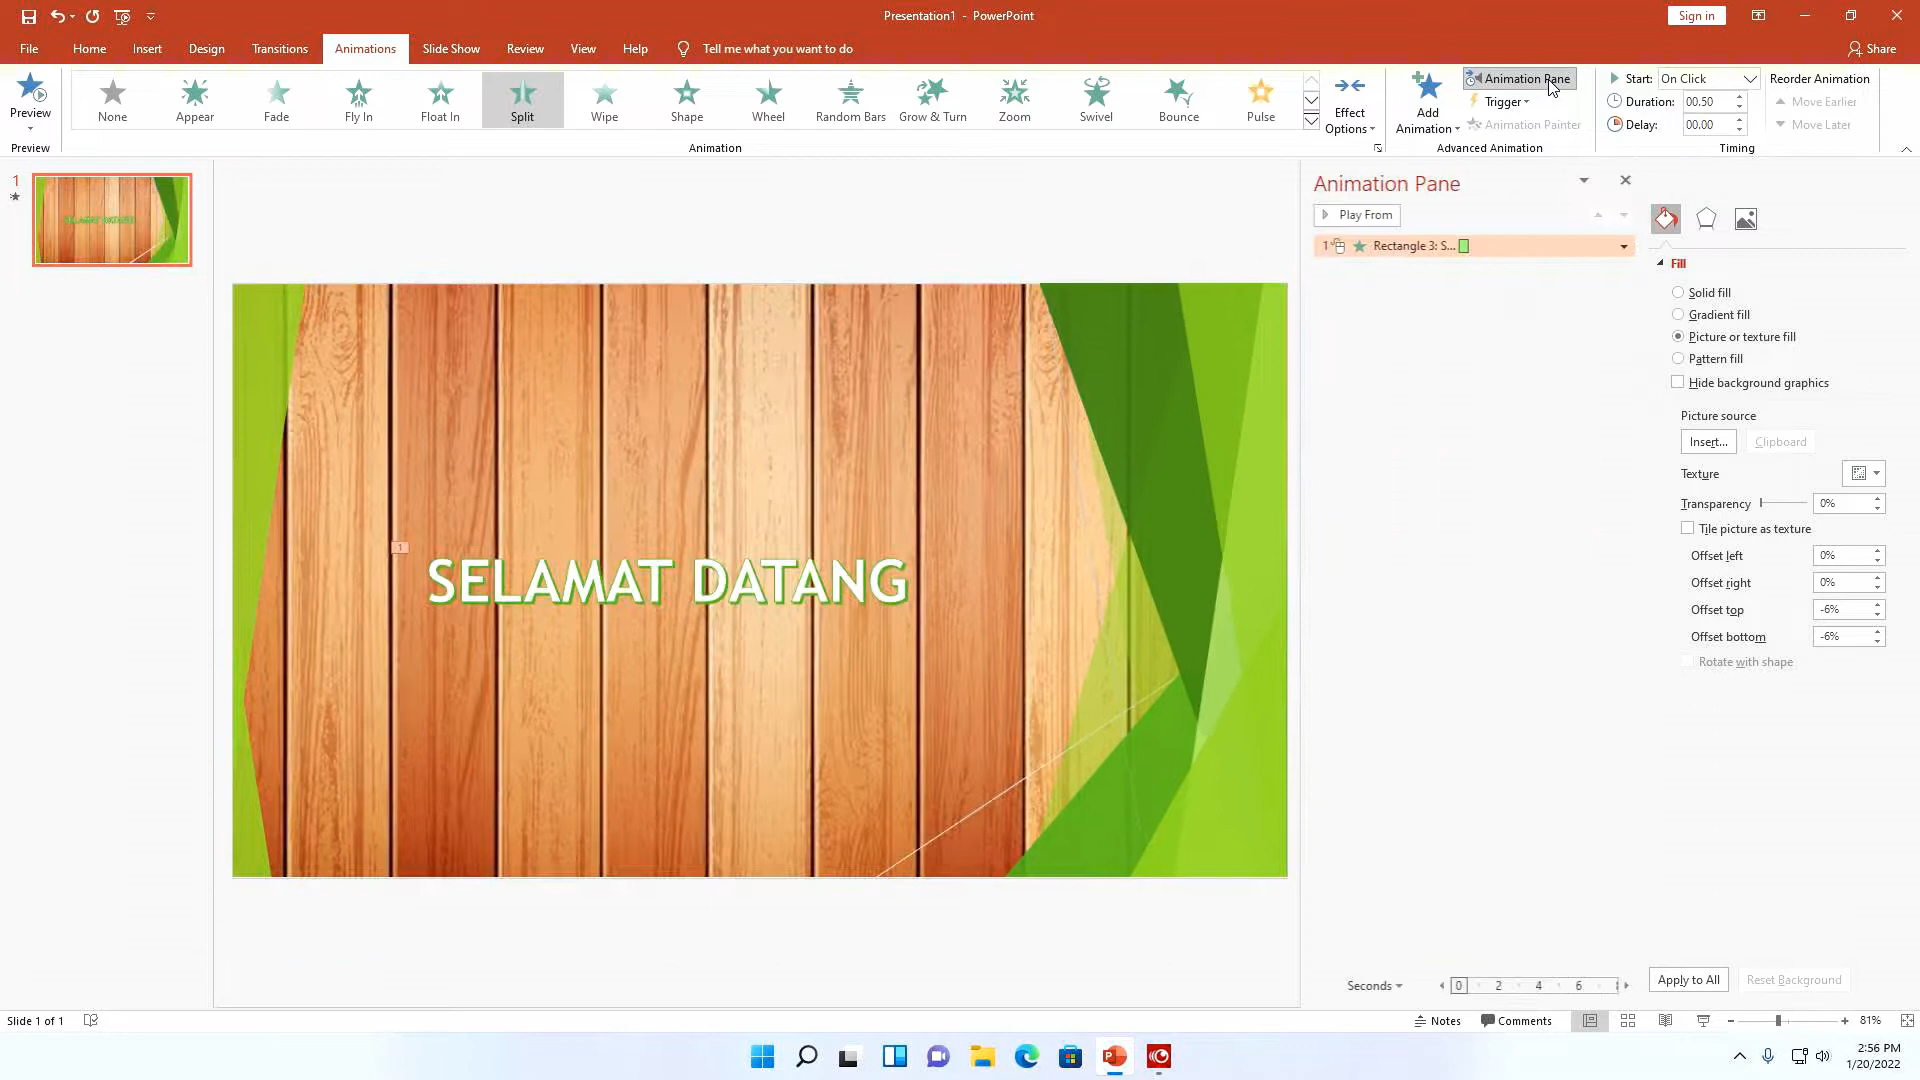 Presentation1 - PowerPoint
Sign in
File Home Insert Design Transitions Animations Slide Show Review View Help Tell me what you want to do Share
Preview
Preview
None Appear Fade Fly In Float In Split Wipe Shape Wheel Random Bars Grow & Turn Zoom Swivel Bounce Pulse
Animation
Effect
Options
Add
Animation
Animation Pane
Trigger
Animation Painter
Advanced Animation
Start: On Click
Duration: 00.50
Delay: 00.00
Timing
Reorder Animation
Move Earlier
Move Later
1
SELAMAT DATANG
1
SELAMAT DATANG
Animation Pane
Play From
1 Rectangle 3: S...
Seconds 0 2 4 6
Fill
Solid fill
Gradient fill
Picture or texture fill
Pattern fill
Hide background graphics
Picture source
Insert... Clipboard
Texture
Transparency 0%
Tile picture as texture
Offset left 0%
Offset right 0%
Offset top -6%
Offset bottom -6%
Rotate with shape
Apply to All Reset Background
Slide 1 of 1
Notes Comments 81%
2:56 PM
1/20/2022